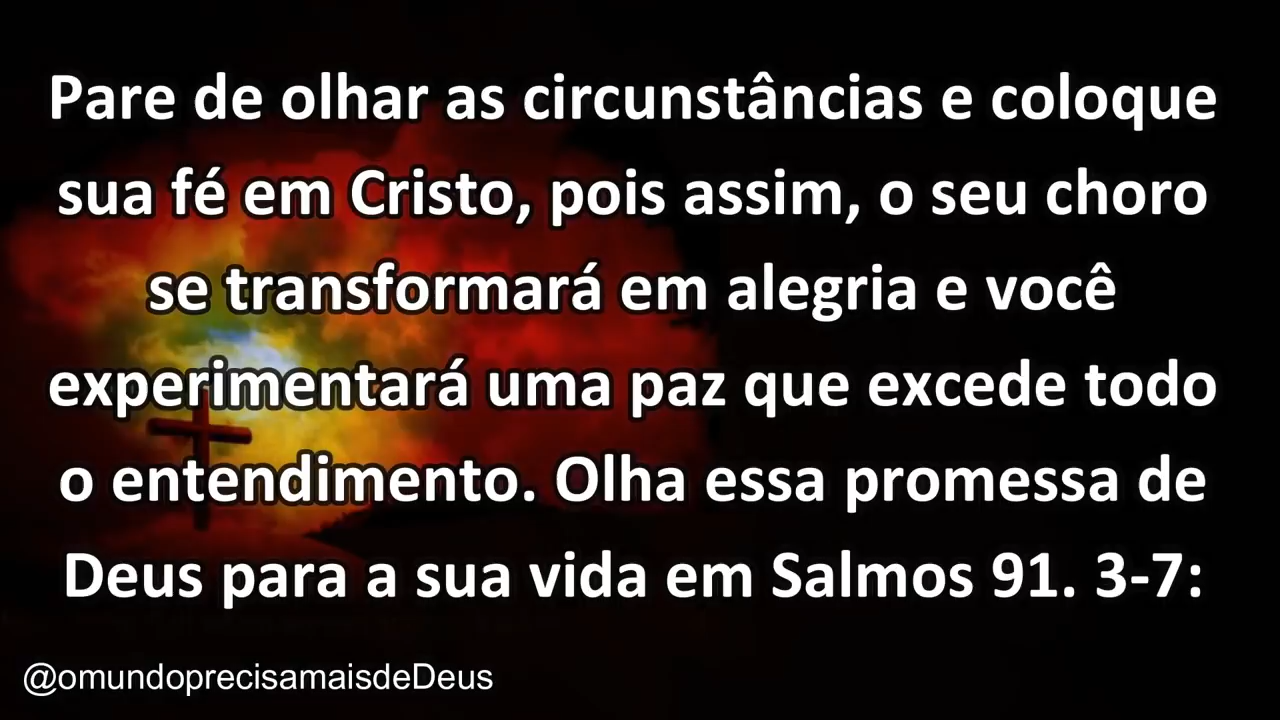 Pare de olhar as circunstâncias e coloque
sua fé em Cristo, pois assim, o seu choro
se transformará em alegria e você
experimentará uma paz que excede todo
o entendimento. Olha essa promessa de
Deus para a sua vida em Salmos 91. 3-7:
@omundoprecisamaisdeDeus